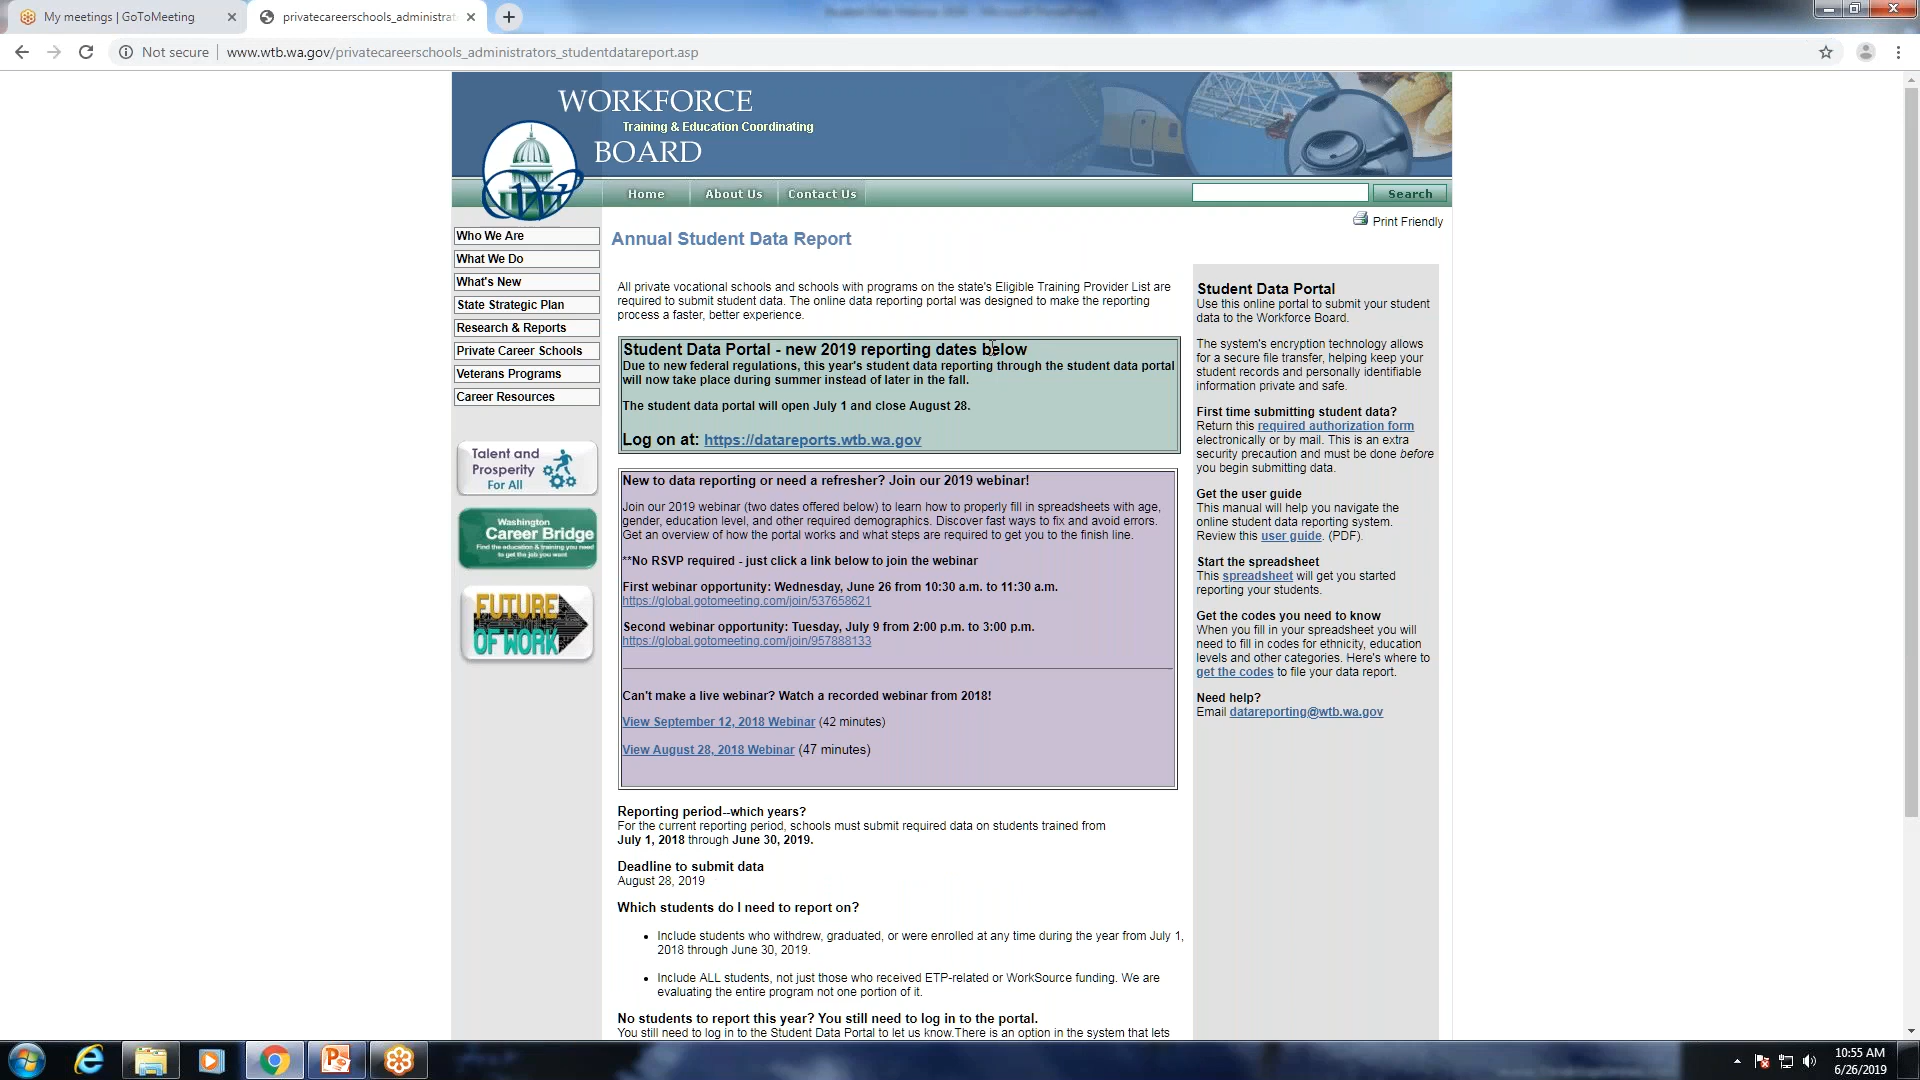 My meetings | GoToMeeting
privatecareerschools_administrat
Not secure | www.wtb.wa.gov/privatecareerschools_administrators_studentdatareport.asp
WORKFORCE
Training & Education Coordinating
BOARD
Home
About Us
Contact Us
Search
Print Friendly
Who We Are
What We Do
What's New
State Strategic Plan
Research & Reports
Private Career Schools
Veterans Programs
Career Resources
Talent and
Prosperity
For All
Washington
Career Bridge
Find the education & training you need
to get the job you want
FUTURE
OF WORK
Annual Student Data Report
All private vocational schools and schools with programs on the state's Eligible Training Provider List are
required to submit student data. The online data reporting portal was designed to make the reporting
process a faster, better experience.
Student Data Portal - new 2019 reporting dates below
Due to new federal regulations, this year's student data reporting through the student data portal
will now take place during summer instead of later in the fall.
The student data portal will open July 1 and close August 28.
Log on at: https://datareports.wtb.wa.gov
New to data reporting or need a refresher? Join our 2019 webinar!
Join our 2019 webinar (two dates offered below) to learn how to properly fill in spreadsheets with age,
gender, education level, and other required demographics. Discover fast ways to fix and avoid errors.
Get an overview of how the portal works and what steps are required to get you to the finish line.
**No RSVP required - just click a link below to join the webinar
First webinar opportunity: Wednesday, June 26 from 10:30 a.m. to 11:30 a.m.
https://global.gotomeeting.com/join/537658621
Second webinar opportunity: Tuesday, July 9 from 2:00 p.m. to 3:00 p.m.
https://global.gotomeeting.com/join/957888133
Can't make a live webinar? Watch a recorded webinar from 2018!
View September 12, 2018 Webinar (42 minutes)
View August 28, 2018 Webinar (47 minutes)
Reporting period--which years?
For the current reporting period, schools must submit required data on students trained from
July 1, 2018 through June 30, 2019.
Deadline to submit data
August 28, 2019
Which students do I need to report on?
• Include students who withdrew, graduated, or were enrolled at any time during the year from July 1,
2018 through June 30, 2019.
• Include ALL students, not just those who received ETP-related or WorkSource funding. We are
evaluating the entire program not one portion of it.
No students to report this year? You still need to log in to the portal.
You still need to log in to the Student Data Portal to let us know.There is an option in the system that lets
Student Data Portal
Use this online portal to submit your student
data to the Workforce Board.
The system's encryption technology allows
for a secure file transfer, helping keep your
student records and personally identifiable
information private and safe.
First time submitting student data?
Return this required authorization form
electronically or by mail. This is an extra
security precaution and must be done before
you begin submitting data.
Get the user guide
This manual will help you navigate the
online student data reporting system.
Review this user guide. (PDF).
Start the spreadsheet
This spreadsheet will get you started
reporting your students.
Get the codes you need to know
When you fill in your spreadsheet you will
need to fill in codes for ethnicity, education
levels and other categories. Here's where to
get the codes to file your data report.
Need help?
Email datareporting@wtb.wa.gov
10:55 AM
6/26/2019